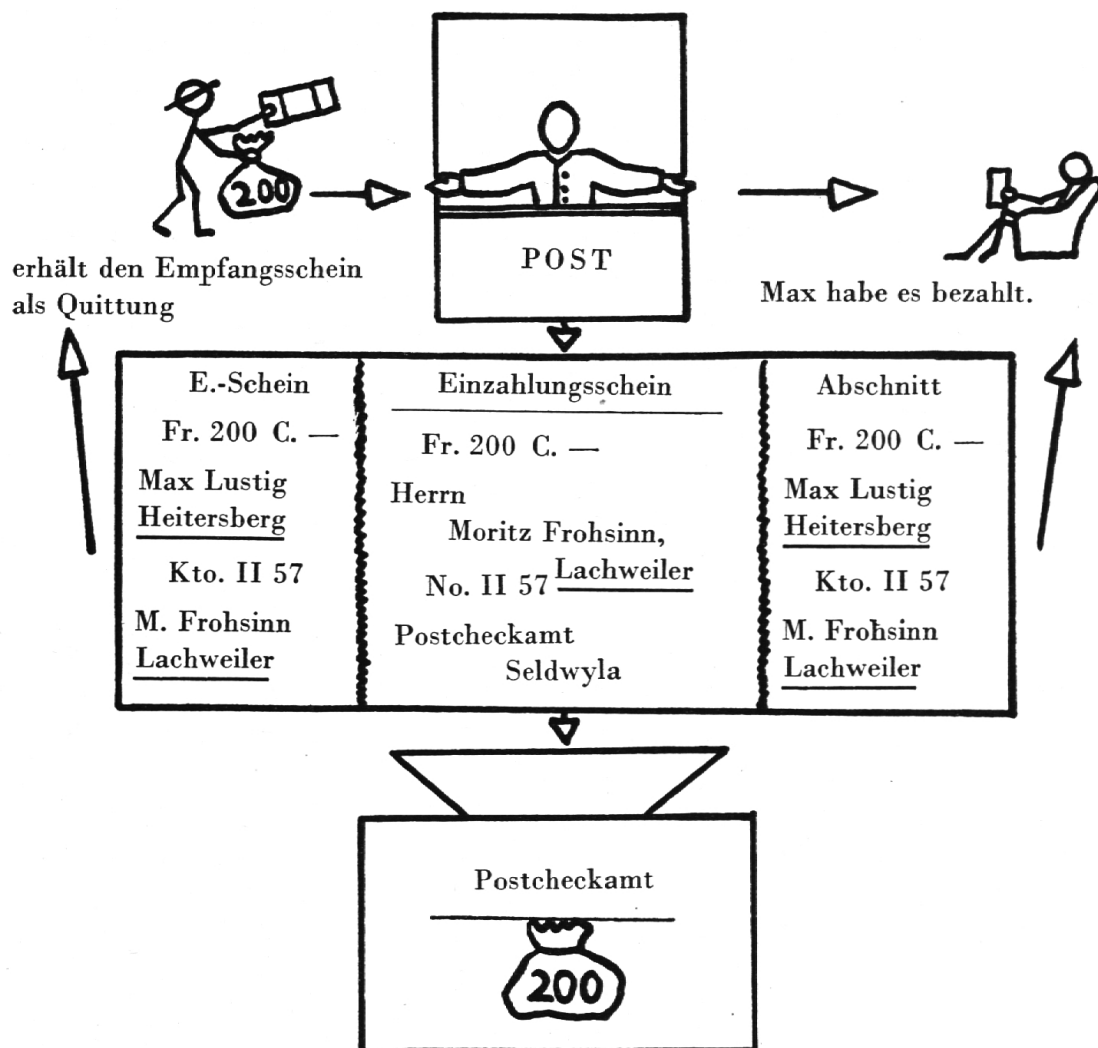 200
POST
erhält den Empfangsschein
als Quittung
Max habe es bezahlt.
E.-Schein
Fr. 200 C. —
Max Lustig
Heitersberg
Kto. II 57
M. Frohsinn
Lachweiler
Einzahlungsschein
Fr. 200 C. —
Herrn
Moritz Frohsinn,
Lachweiler
No. II 57
Postcheckamt
Seldwyla
Abschnitt
Fr. 200 C. —
Max Lustig
Heitersberg
Kto. II 57
M. Frohsinn
Lachweiler
Postcheckamt
200